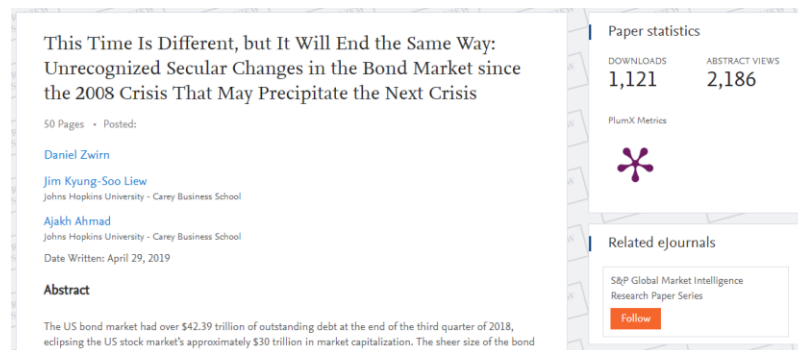 This Time Is Different, but It Will End the Same Way:
Unrecognized Secular Changes in the Bond Market since
the 2008 Crisis That May Precipitate the Next Crisis
50 Pages • Posted:
Daniel Zwirn
Jim Kyung-Soo Liew
Johns Hopkins University - Carey Business School
Ajakh Ahmad
Johns Hopkins University - Carey Business School
Date Written: April 29, 2019
Abstract
The US bond market had over $42.39 trillion of outstanding debt at the end of the third quarter of 2018,
eclipsing the US stock market's approximately $30 trillion in market capitalization. The sheer size of the bond
Paper statistics
DOWNLOADS ABSTRACT VIEWS
1,121 2,186
PlumX Metrics
Related eJournals
S&P Global Market Intelligence
Research Paper Series
Follow